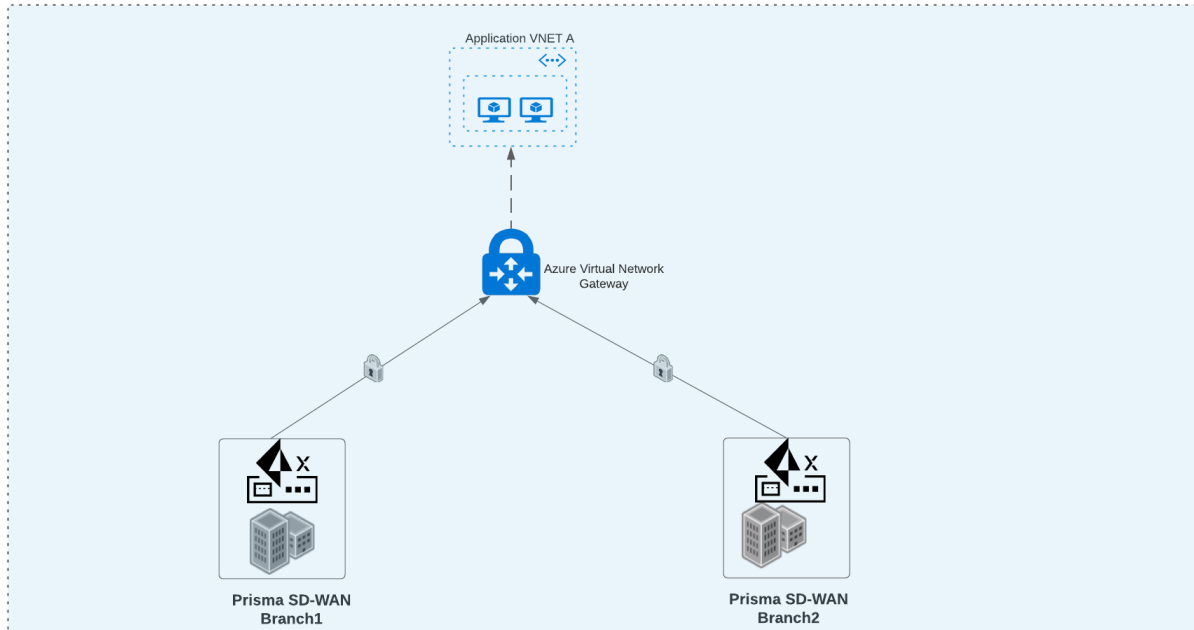 Application VNET A
Azure Virtual Network
Gateway
X
X
Prisma SD-WAN
Branch1
Prisma SD-WAN
Branch2